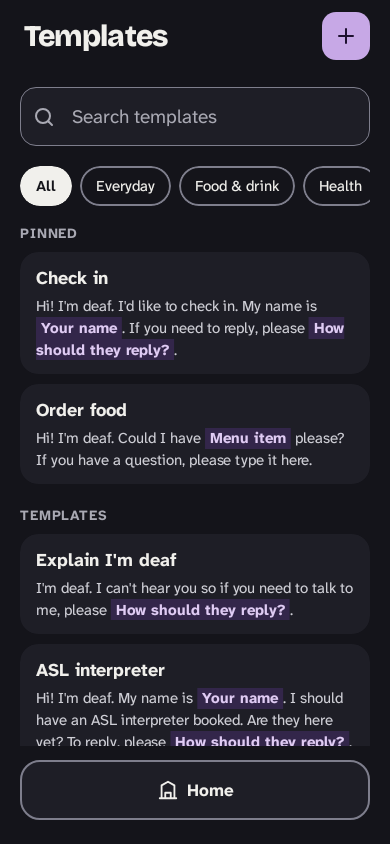 Templates
Search templates
All
Everyday
Food & drink
Health
PINNED
Check in
Hi! I'm deaf. I'd like to check in. My name is
Your name . If you need to reply, please How
should they reply? .
Order food
Hi! I'm deaf. Could I have Menu item please?
If you have a question, please type it here.
TEMPLATES
Explain I'm deaf
I'm deaf. I can't hear you so if you need to talk to
me, please How should they reply? .
ASL interpreter
Hi! I'm deaf. My name is Your name . I should
have an ASL interpreter booked. Are they here
yet? To reply, please How should they reply? .
Home